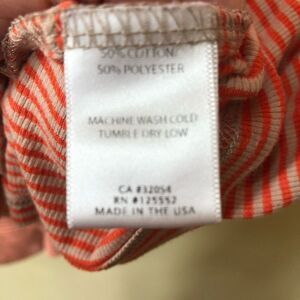 50% COTTON/
50% POLYESTER
MACHINE WASH COLD
TUMBLE DRY LOW
CA #32054
RN #125552
MADE IN THE USA